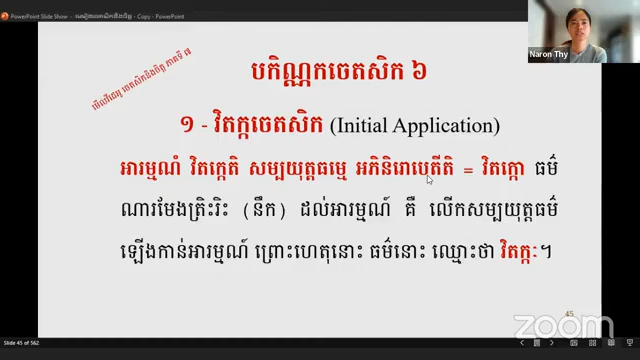 PowerPoint Slide Show - - Copy - PowerPoint
Naron Thy
បកិណ្ណកចេតសិក ៦
១ - វិតក្កចេតសិក (Initial Application)
អារម្មណំ វិតក្កេតិ សម្បយុត្តធម្មេ អភិនិរោបេតីតិ = វិតក្កោ ធម៌
ណារមែងត្រិះរិះ (នឹក) ដល់អារម្មណ៍ គឺ លើកសម្បយុត្តធម៌
ឡើងកាន់អារម្មណ៍ ព្រោះហេតុនោះ ធម៌នោះ ឈ្មោះថា វិតក្កៈ។
45
zoom
Slide 45 of 562